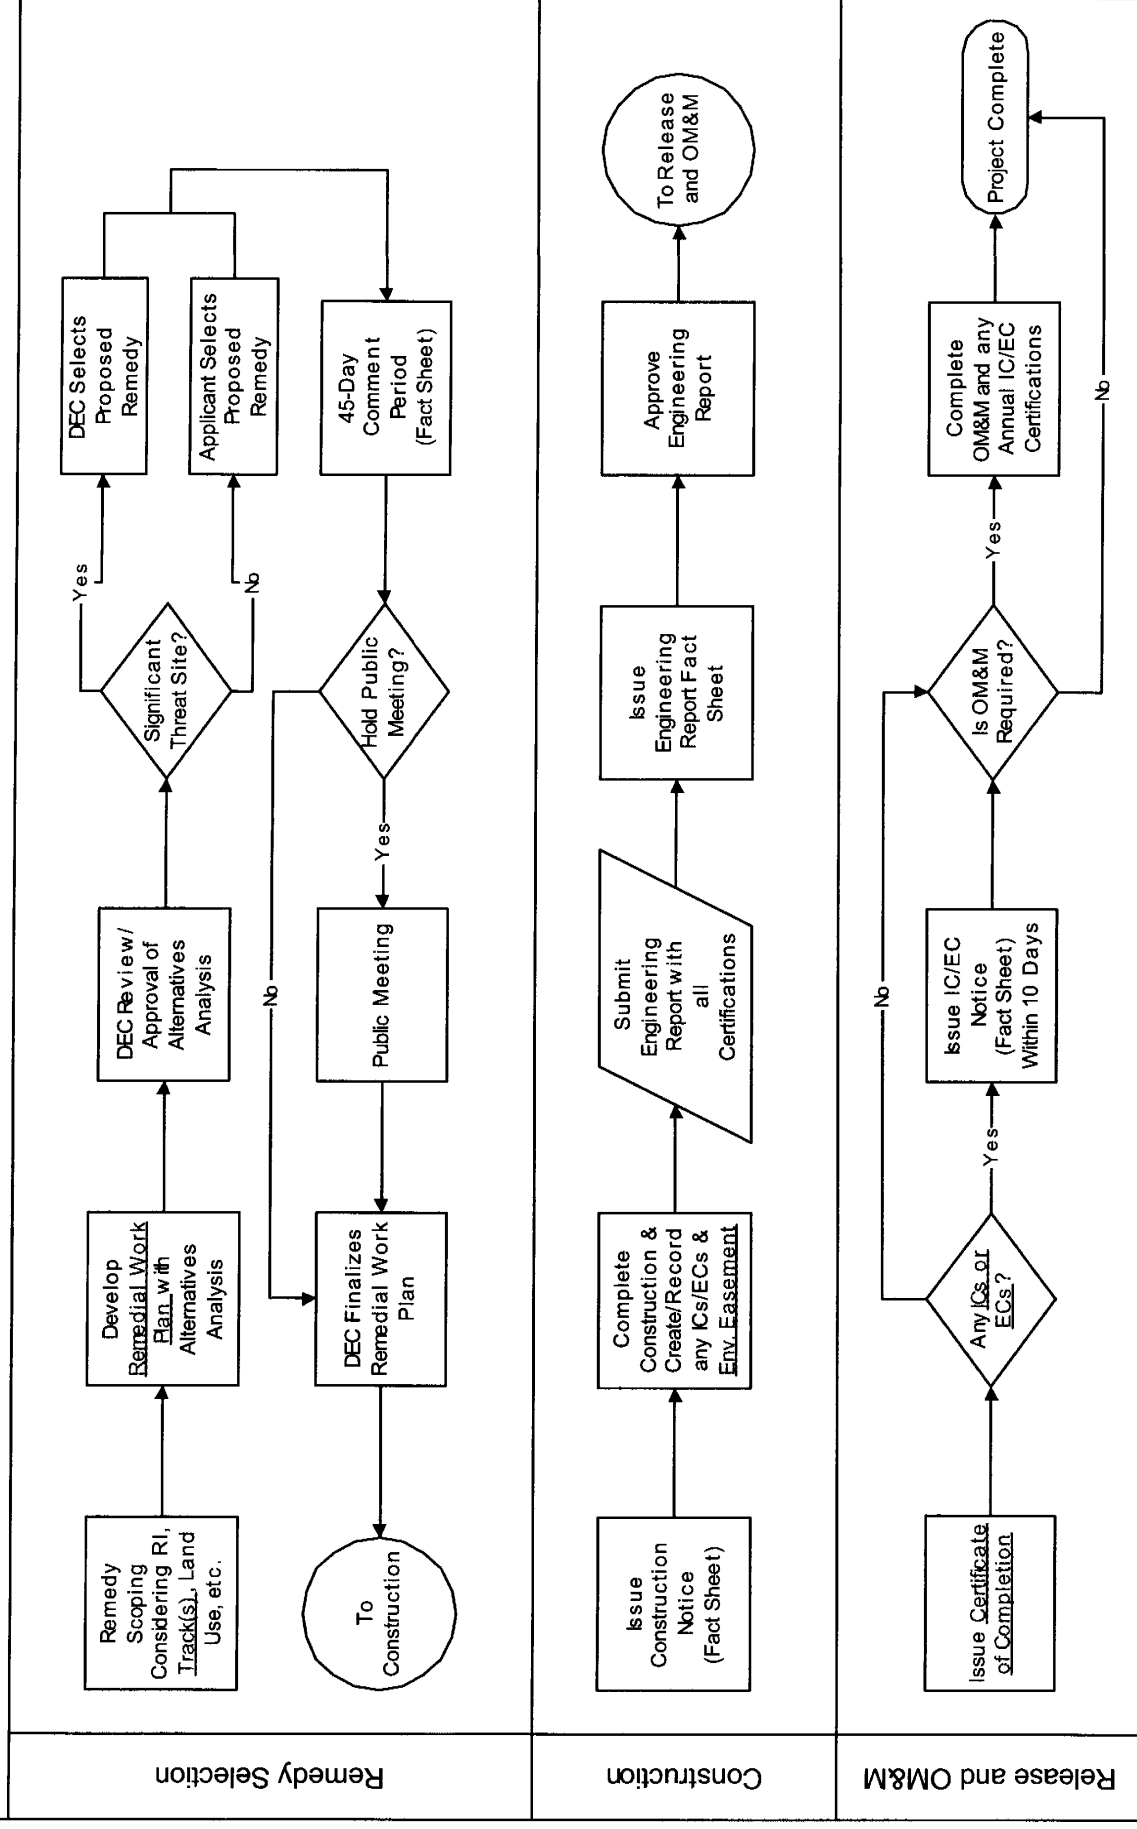 Remedy Selection
Remedy
Scoping
Considering RI,
Track(s), Land
Use, etc.
Develop
Remedial Work
Plan with
Alternatives
Analysis
DEC Review/
Approval of
Alternatives
Analysis
Significant
Threat Site?
Yes
No
DEC Selects
Proposed
Remedy
Applicant Selects
Proposed
Remedy
45-Day
Comment
Period
(Fact Sheet)
Hold Public
Meeting?
No
Yes
Public Meeting
DEC Finalizes
Remedial Work
Plan
To
Construction
Construction
Issue
Construction
Notice
(Fact Sheet)
Complete
Construction &
Create/Record
any ICs/ECs &
Env. Easement
Submit
Engineering
Report with
all
Certifications
Issue
Engineering
Report Fact
Sheet
Approve
Engineering
Report
To Release
and OM&M
Release and OM&M
Issue Certificate
of Completion
Any ICs or
ECs?
No
Yes
Issue IC/EC
Notice
(Fact Sheet)
Within 10 Days
Is OM&M
Required?
Yes
No
Complete
OM&M and any
Annual IC/EC
Certifications
Project Complete